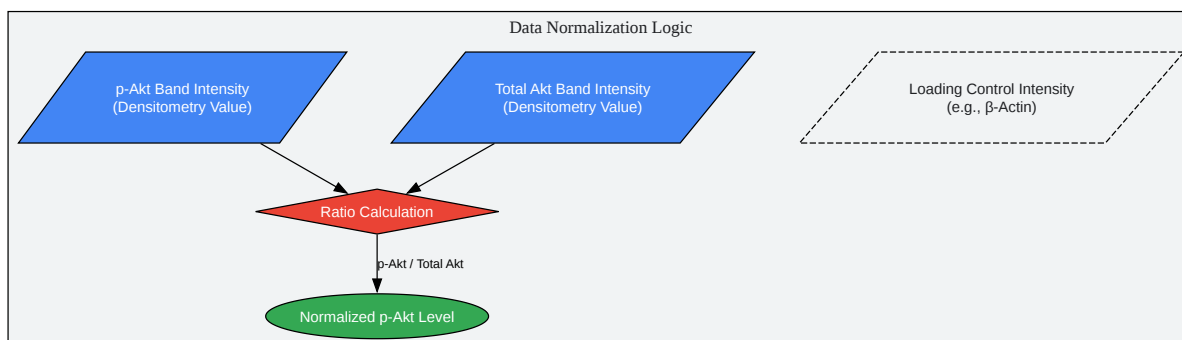 Data Normalization Logic
p-Akt Band Intensity
(Densitometry Value)
Total Akt Band Intensity
(Densitometry Value)
Loading Control Intensity
(e.g., β-Actin)
Ratio Calculation
p-Akt / Total Akt
Normalized p-Akt Level